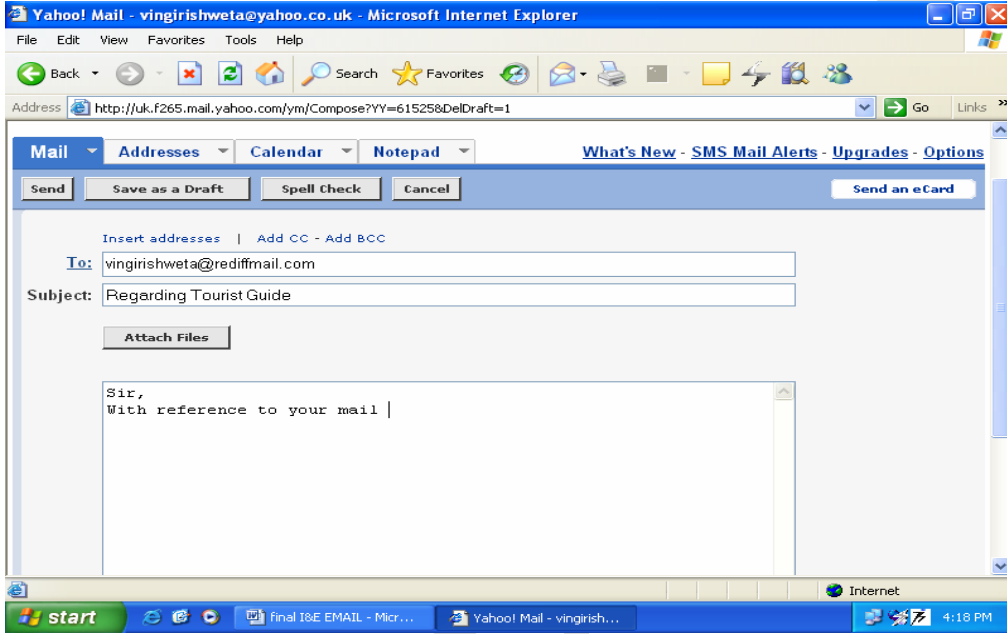 Yahoo! Mail - vingirishweta@yahoo.co.uk - Microsoft Internet Explorer
File Edit View Favorites Tools Help
Back Search Favorites
Address http://uk.f265.mail.yahoo.com/ym/Compose?YY=61525&DelDraft=1 Go Links »
Mail Addresses Calendar Notepad What's New - SMS Mail Alerts - Upgrades - Options
Send Save as a Draft Spell Check Cancel Send an eCard
Insert addresses | Add CC - Add BCC
To: vingirishweta@rediffmail.com
Subject: Regarding Tourist Guide
Attach Files
Sir,
With reference to your mail
Internet
start final I&E EMAIL - Micr... Yahoo! Mail - vingirish... 4:18 PM